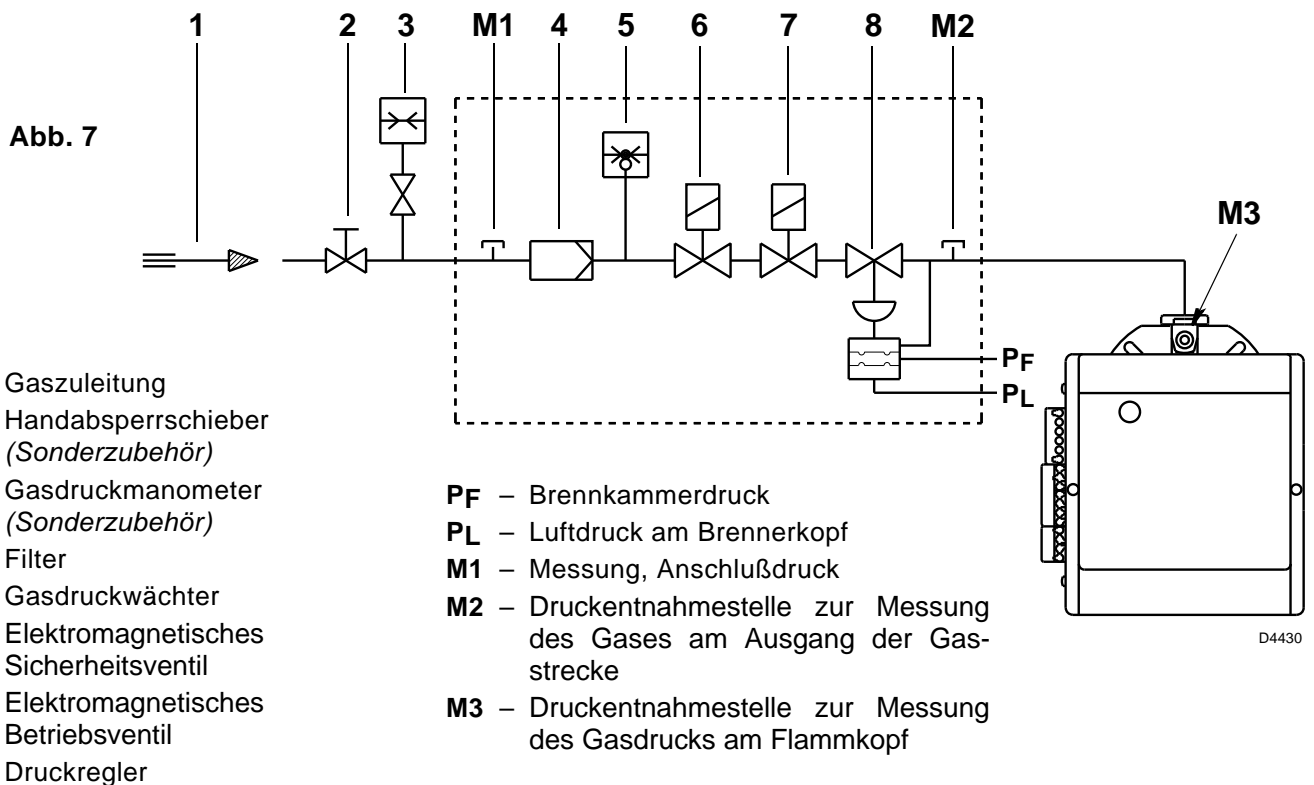 1 2 3 M1 4 5 6 7 8 M2
Abb. 7
M3
PF
PL
D4430
Gaszuleitung
Handabsperrschieber
(Sonderzubehör)
Gasdruckmanometer
(Sonderzubehör)
Filter
Gasdruckwächter
Elektromagnetisches
Sicherheitsventil
Elektromagnetisches
Betriebsventil
Druckregler
PF – Brennkammerdruck
PL – Luftdruck am Brennerkopf
M1 – Messung, Anschlußdruck
M2 – Druckentnahmestelle zur Messung
des Gases am Ausgang der Gas-
strecke
M3 – Druckentnahmestelle zur Messung
des Gasdrucks am Flammkopf